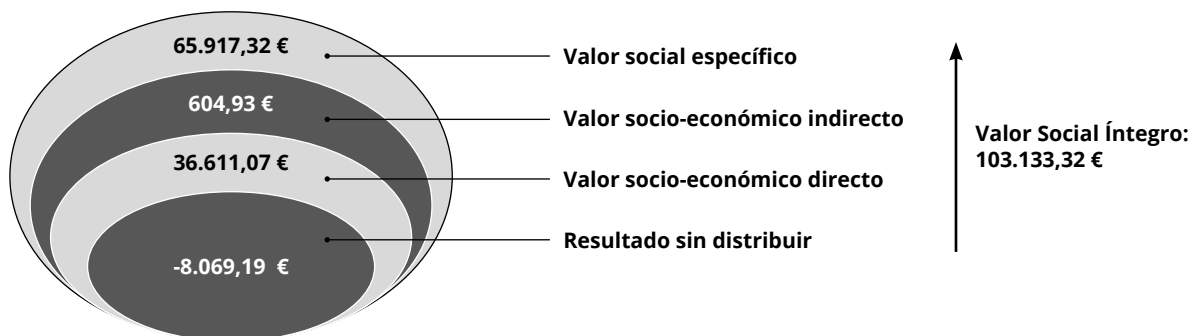 65.917,32 €
Valor social específico
604,93 €
Valor socio-económico indirecto
36.611,07 €
Valor socio-económico directo
-8.069,19 €
Resultado sin distribuir
Valor Social Íntegro:
103.133,32 €